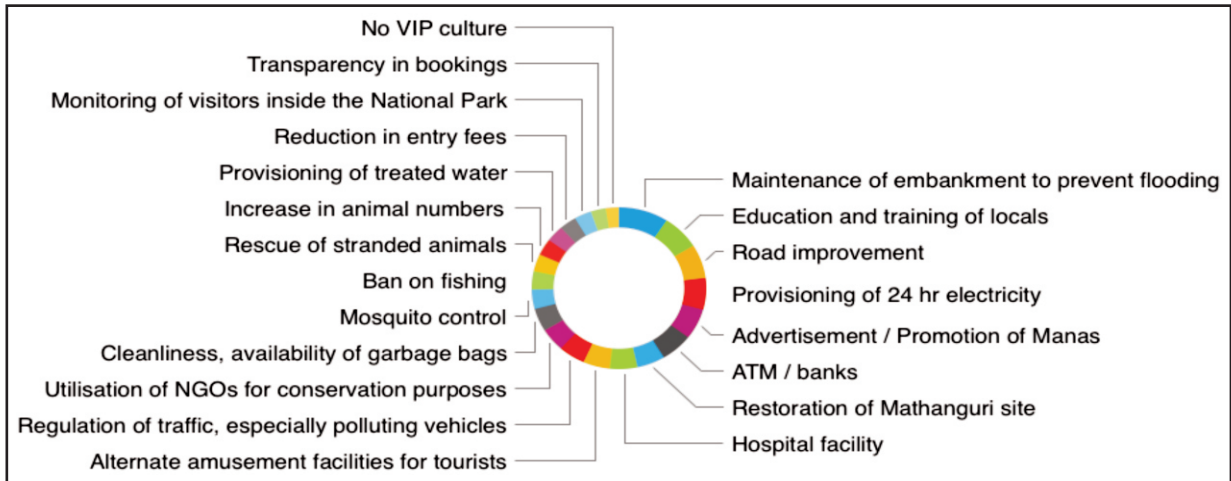 No VIP culture
Transparency in bookings
Monitoring of visitors inside the National Park
Reduction in entry fees
Provisioning of treated water
Increase in animal numbers
Rescue of stranded animals
Ban on fishing
Mosquito control
Cleanliness, availability of garbage bags
Utilisation of NGOs for conservation purposes
Regulation of traffic, especially polluting vehicles
Alternate amusement facilities for tourists
Maintenance of embankment to prevent flooding
Education and training of locals
Road improvement
Provisioning of 24 hr electricity
Advertisement / Promotion of Manas
ATM / banks
Restoration of Mathanguri site
Hospital facility